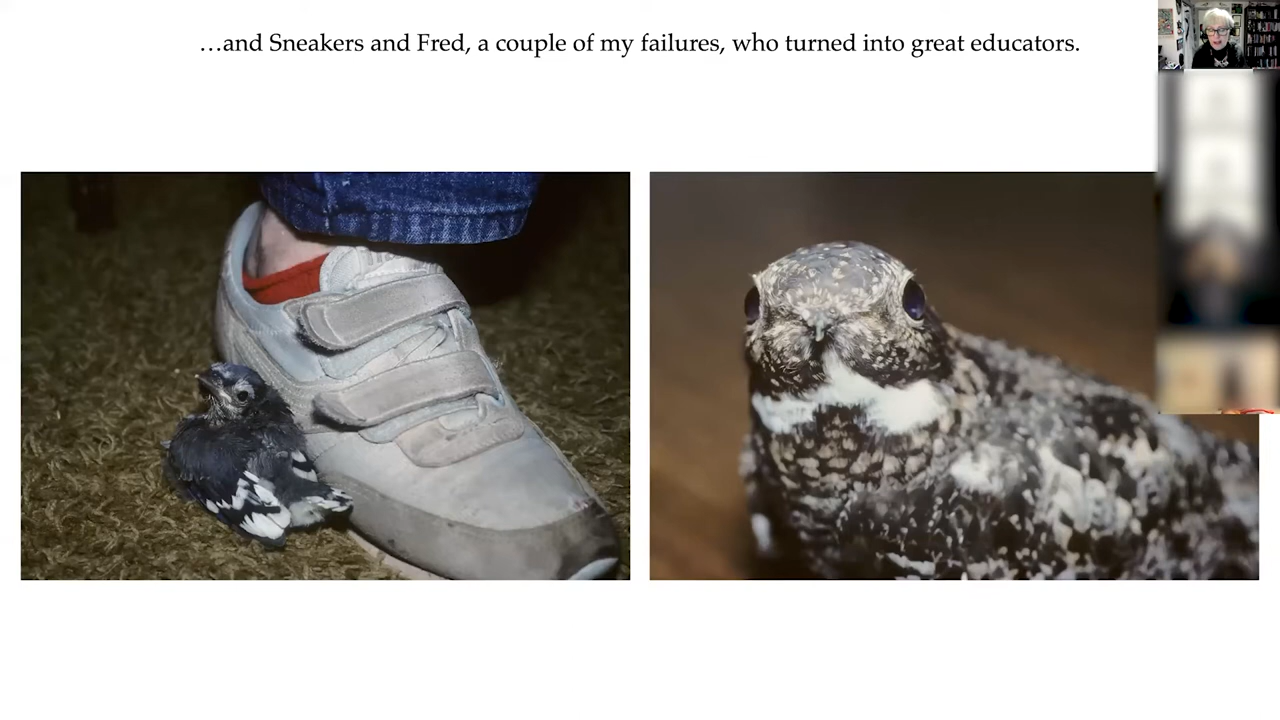 …and Sneakers and Fred, a couple of my failures, who turned into great educators.